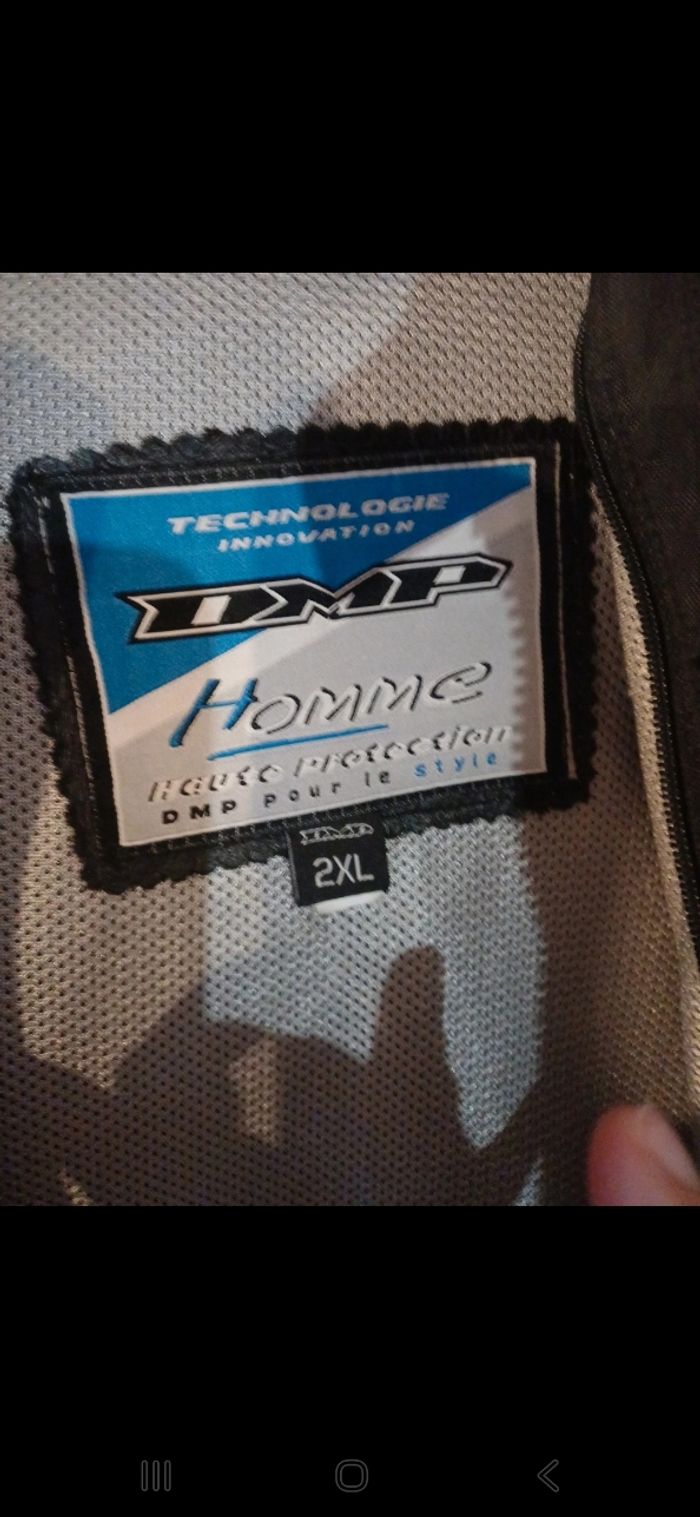 TECHNOLOGIE
INNOVATION
DMP
HOMMe
Haute Protection
DMP Pour le style
DMP
2XL